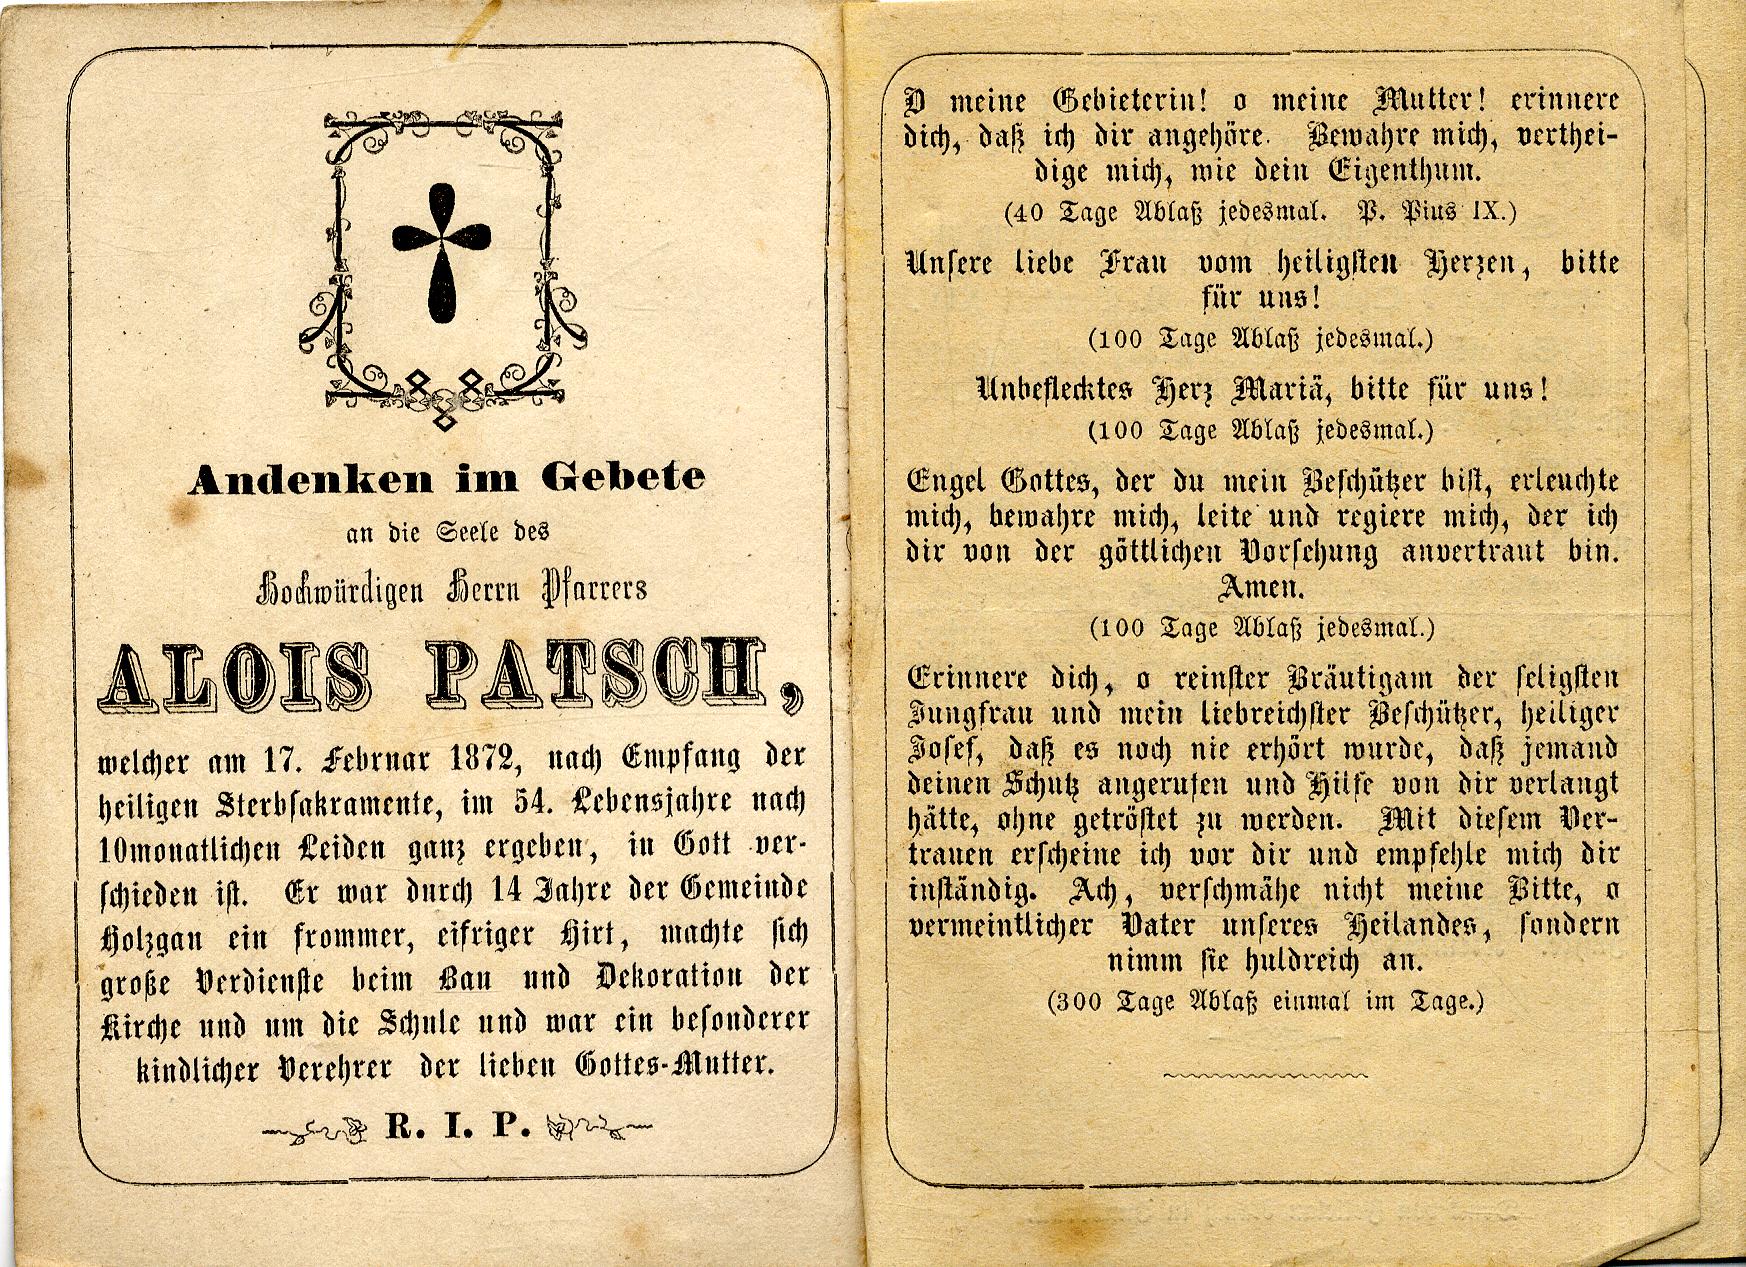 Andenken im Gebete
an die Seele des
Hochwürdigen Herrn Pfarrers
ALOIS PATSCH,
welcher am 17. Februar 1872, nach Empfang der
heiligen Sterbsakramente, im 54. Lebensjahre nach
10monatlichen Leiden ganz ergeben, in Gott ver-
schieden ist. Er war durch 14 Jahre der Gemeinde
Holzgau ein frommer, eifriger Hirt, machte sich
große Verdienste beim Bau und Dekoration der
Kirche und um die Schule und war ein besonderer
kindlicher Verehrer der lieben Gottes-Mutter.
R. I. P.
O meine Gebieterin! o meine Mutter! erinnere
dich, daß ich dir angehöre. Bewahre mich, verthei-
dige mich, wie dein Eigenthum.
(40 Tage Ablaß jedesmal. P. Pius IX.)
Unsere liebe Frau vom heiligsten Herzen, bitte
für uns!
(100 Tage Ablaß jedesmal.)
Unbeflecktes Herz Mariä, bitte für uns!
(100 Tage Ablaß jedesmal.)
Engel Gottes, der du mein Beschützer bist, erleuchte
mich, bewahre mich, leite und regiere mich, der ich
dir von der göttlichen Vorsehung anvertraut bin.
Amen.
(100 Tage Ablaß jedesmal.)
Erinnere dich, o reinster Bräutigam der seligsten
Jungfrau und mein liebreichster Beschützer, heiliger
Josef, daß es noch nie erhört wurde, daß jemand
deinen Schutz angerufen und Hilfe von dir verlangt
hätte, ohne getröstet zu werden. Mit diesem Ver-
trauen erscheine ich vor dir und empfehle mich dir
inständig. Ach, verschmähe nicht meine Bitte, o
vermeintlicher Vater unseres Heilandes, sondern
nimm sie huldreich an.
(300 Tage Ablaß einmal im Tage.)